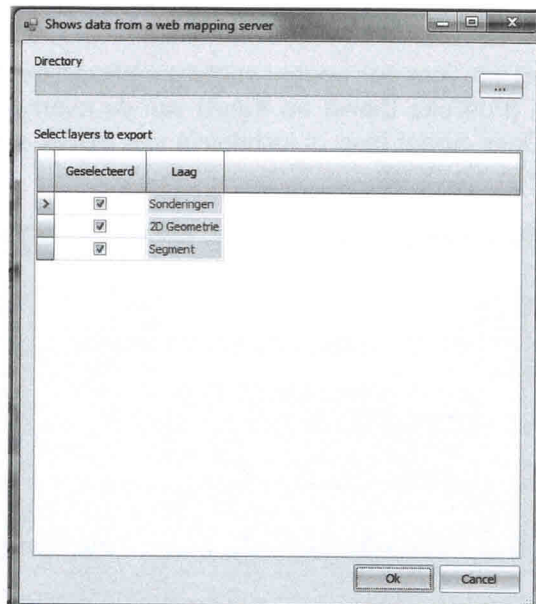 Shows data from a web mapping server
Directory
...
Select layers to export
Geselecteerd Laag
Sonderingen
2D Geometrie
Segment
Ok Cancel